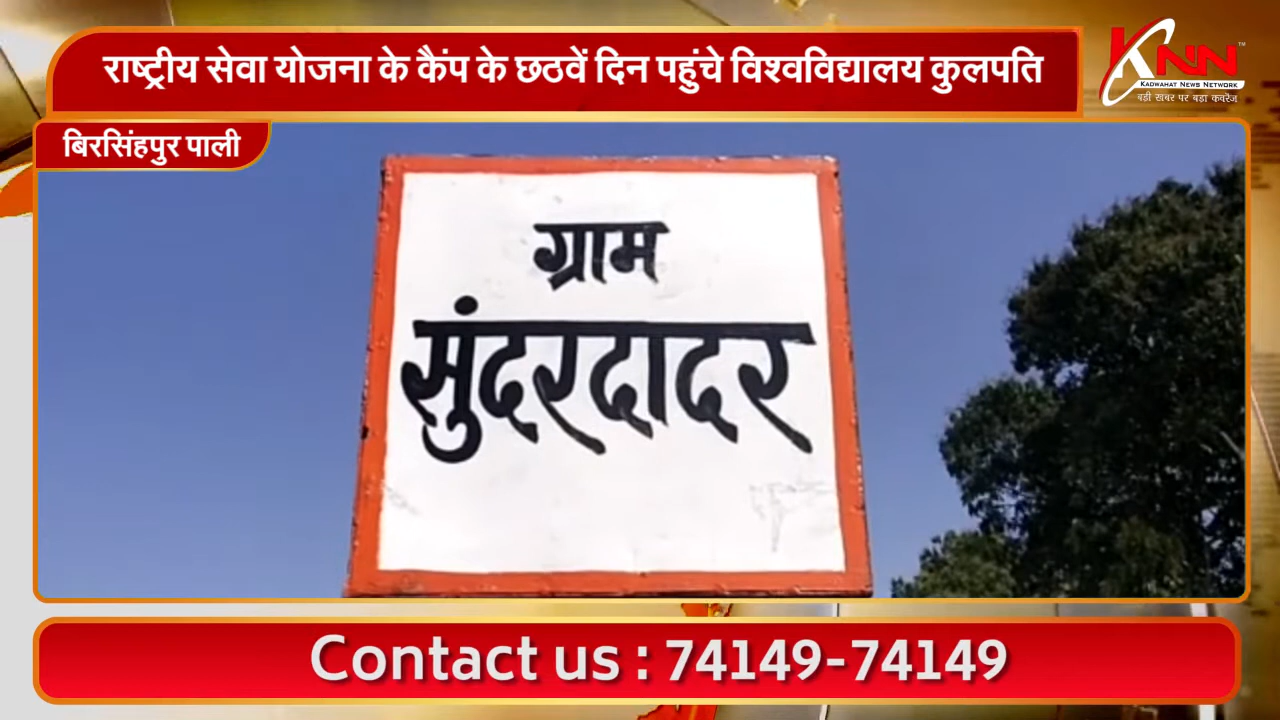 राष्ट्रीय सेवा योजना के कैंप के छठवें दिन पहुंचे विश्वविद्यालय कुलपति
KNN™
KADWAHAT NEWS NETWORK
बड़ी खबर पर बड़ा कवरेज
बिरसिंहपुर पाली
ग्राम
सुंदरदादर
Contact us : 74149-74149